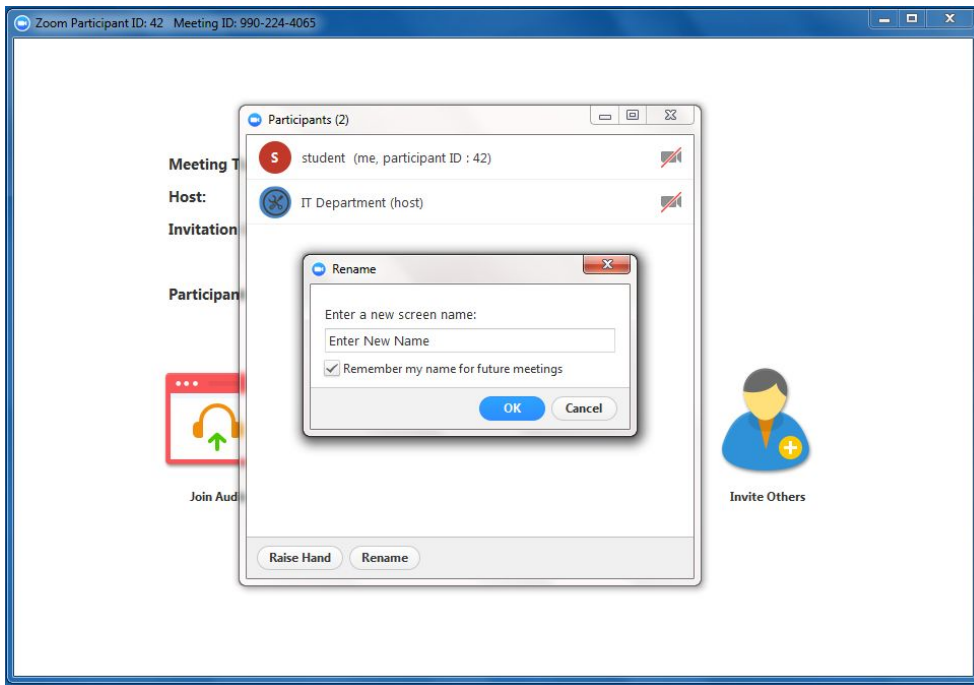 Zoom Participant ID: 42 Meeting ID: 990-224-4065
Participants (2)
S student (me, participant ID : 42)
IT Department (host)
Meeting T
Host:
Invitation
Participan
Rename
Enter a new screen name:
Enter New Name
Remember my name for future meetings
OK Cancel
Join Aud
Invite Others
Raise Hand Rename